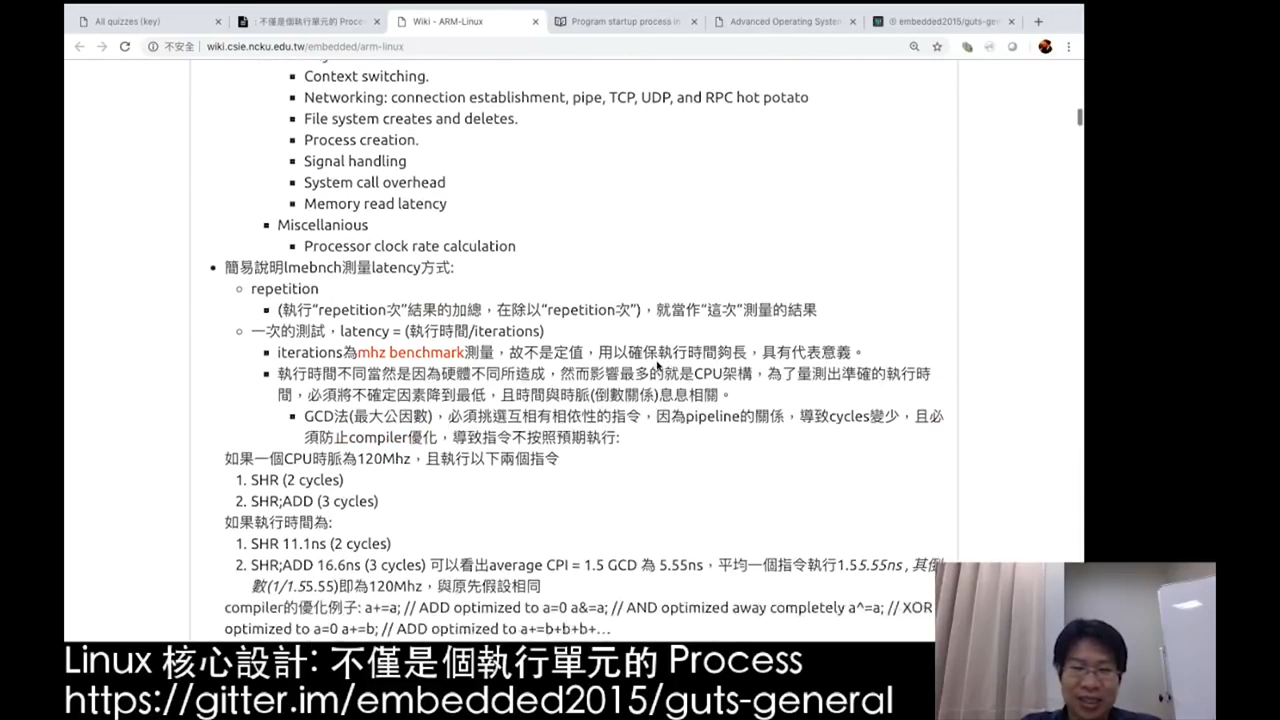 All quizzes (key)
: 不僅是個執行單元的 Proce
Wiki - ARM-Linux
Program startup process in
Advanced Operating System
① embedded2015/guts-gen
不安全
wiki.csie.ncku.edu.tw/embedded/arm-linux
Context switching.
Networking: connection establishment, pipe, TCP, UDP, and RPC hot potato
File system creates and deletes.
Process creation.
Signal handling
System call overhead
Memory read latency
Miscellanious
Processor clock rate calculation
簡易說明lmebnch測量latency方式:
repetition
(執行“repetition次”結果的加總，在除以“repetition次”)，就當作“這次”測量的結果
一次的測試，latency = (執行時間/iterations)
iterations為mhz benchmark測量，故不是定值，用以確保執行時間夠長，具有代表意義。
執行時間不同當然是因為硬體不同所造成，然而影響最多的就是CPU架構，為了量測出準確的執行時
間，必須將不確定因素降到最低，且時間與時脈(倒數關係)息息相關。
GCD法(最大公因數)，必須挑選互相有相依性的指令，因為pipeline的關係，導致cycles變少，且必
須防止compiler優化，導致指令不按照預期執行:
如果一個CPU時脈為120Mhz，且執行以下兩個指令
1. SHR (2 cycles)
2. SHR;ADD (3 cycles)
如果執行時間為:
1. SHR 11.1ns (2 cycles)
2. SHR;ADD 16.6ns (3 cycles) 可以看出average CPI = 1.5 GCD 為 5.55ns，平均一個指令執行1.55.55ns , 其倒
數(1/1.55.55)即為120Mhz，與原先假設相同
compiler的優化例子: a+=a; // ADD optimized to a=0 a&=a; // AND optimized away completely a^=a; // XOR
optimized to a=0 a+=b; // ADD optimized to a+=b+b+b+…
Linux 核心設計: 不僅是個執行單元的 Process
https://gitter.im/embedded2015/guts-general